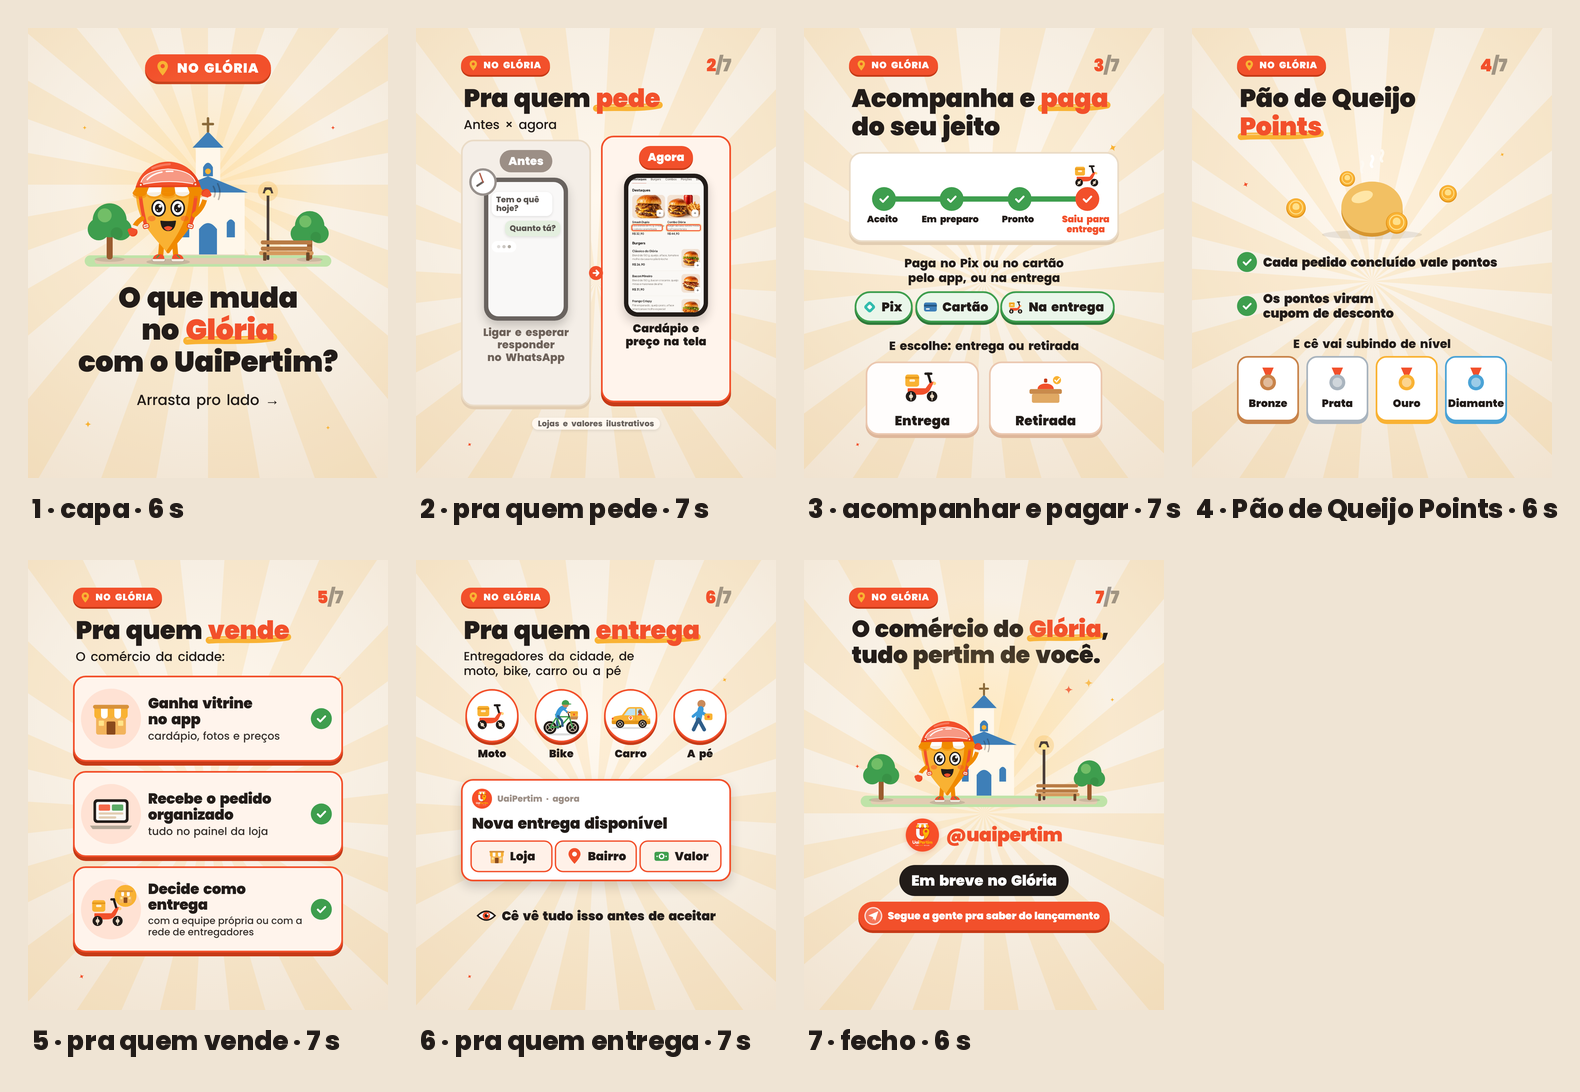 NO GLÓRIA
O que muda
no Glória
com o UaiPertim?
Arrasta pro lado →
1 · capa · 6 s
NO GLÓRIA
2/7
Pra quem pede
Antes × agora
Antes
Tem o quê
hoje?
Quanto tá?
Ligar e esperar
responder
no WhatsApp
Agora
Destaques
Burgers
Cardápio e
preço na tela
Lojas e valores ilustrativos
2 · pra quem pede · 7 s
NO GLÓRIA
3/7
Acompanha e paga
do seu jeito
Aceito
Em preparo
Pronto
Saiu para
entrega
Paga no Pix ou no cartão
pelo app, ou na entrega
Pix
Cartão
Na entrega
E escolhe: entrega ou retirada
Entrega
Retirada
3 · acompanhar e pagar · 7 s
NO GLÓRIA
4/7
Pão de Queijo
Points
Cada pedido concluído vale pontos
Os pontos viram
cupom de desconto
E cê vai subindo de nível
Bronze
Prata
Ouro
Diamante
4 · Pão de Queijo Points · 6 s
NO GLÓRIA
5/7
Pra quem vende
O comércio da cidade:
Ganha vitrine
no app
cardápio, fotos e preços
Recebe o pedido
organizado
tudo no painel da loja
Decide como
entrega
com a equipe própria ou com a
rede de entregadores
5 · pra quem vende · 7 s
NO GLÓRIA
6/7
Pra quem entrega
Entregadores da cidade, de
moto, bike, carro ou a pé
Moto
Bike
Carro
A pé
UaiPertim · agora
Nova entrega disponível
Loja
Bairro
Valor
Cê vê tudo isso antes de aceitar
6 · pra quem entrega · 7 s
NO GLÓRIA
7/7
O comércio do Glória,
tudo pertim de você.
@uaipertim
Em breve no Glória
Segue a gente pra saber do lançamento
7 · fecho · 6 s